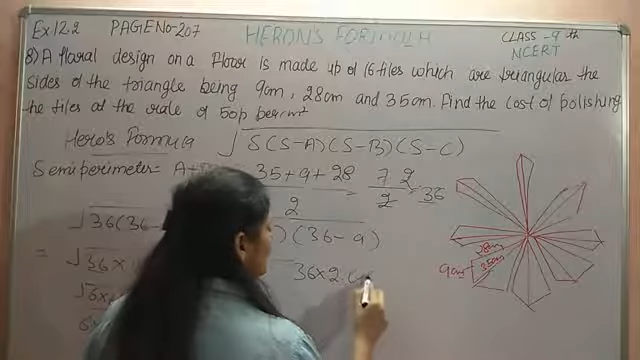 Ex 12.2 PAGE No-207 HERON'S FORMULA CLASS-9th
NCERT
8) A floral design on a floor is made up of 16 tiles which are triangular the
sides of the triangle being 9cm, 28cm and 35cm. Find the cost of polishing
the tiles at the rate of 50p per cm²
Hero's Formula √S(S-A)(S-B)(S-C)
Semiperimeter = A+ 35+9+28 72 = 36
2 2
√36(36- ) (36-9)
= √36× 36×2.
√6×
28cm
9cm 35cm